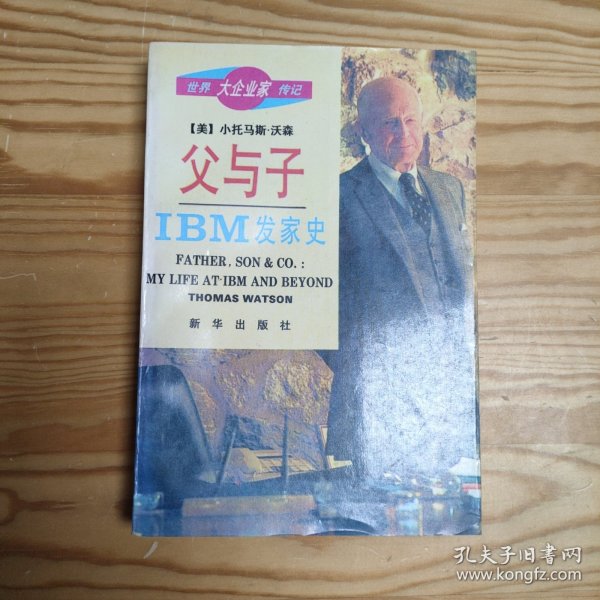 世界 大企业家 传记
【美】小托马斯·沃森
父与子
IBM发家史
FATHER, SON & CO.:
MY LIFE AT·IBM AND BEYOND
THOMAS WATSON
新华出版社
孔夫子旧书网
www.kongfz.com